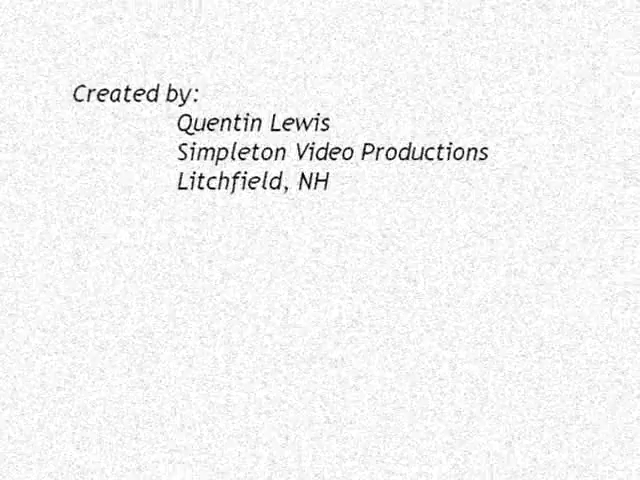 Created by:
Quentin Lewis
Simpleton Video Productions
Litchfield, NH